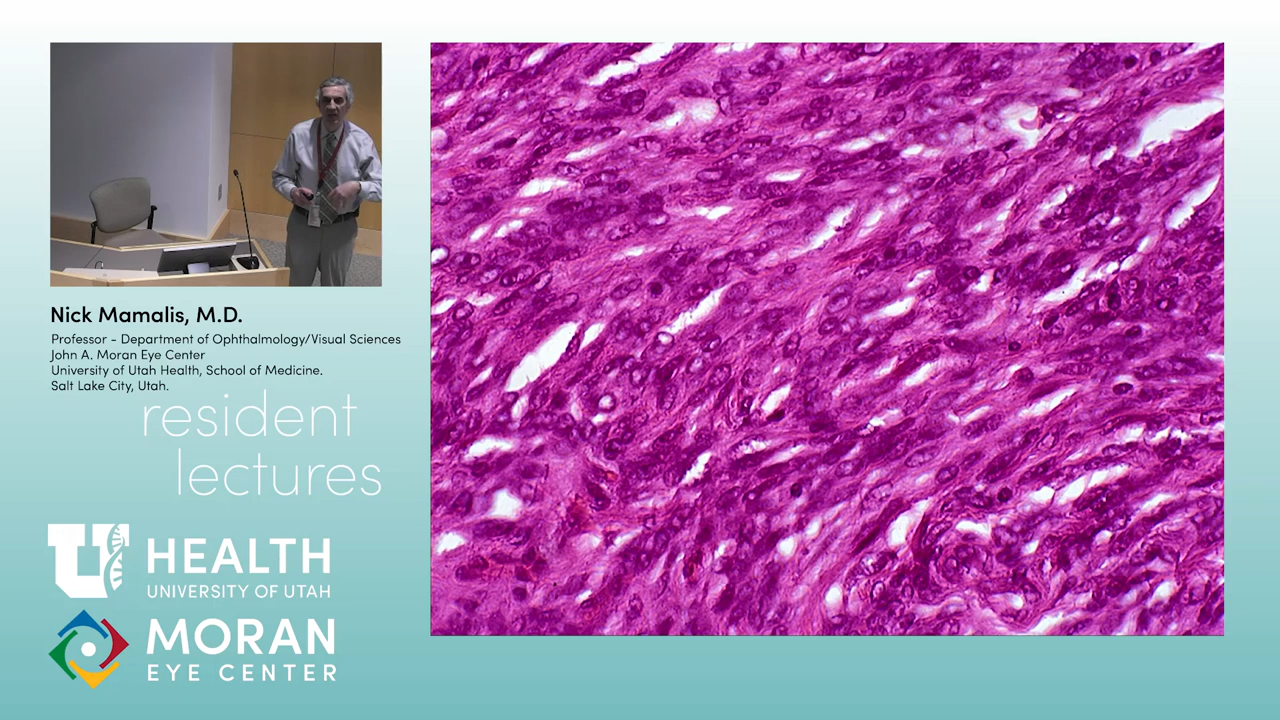 Nick Mamalis, M.D.
Professor - Department of Ophthalmology/Visual Sciences
John A. Moran Eye Center
University of Utah Health, School of Medicine.
Salt Lake City, Utah.
resident
lectures
U HEALTH
UNIVERSITY OF UTAH
MORAN
EYE CENTER